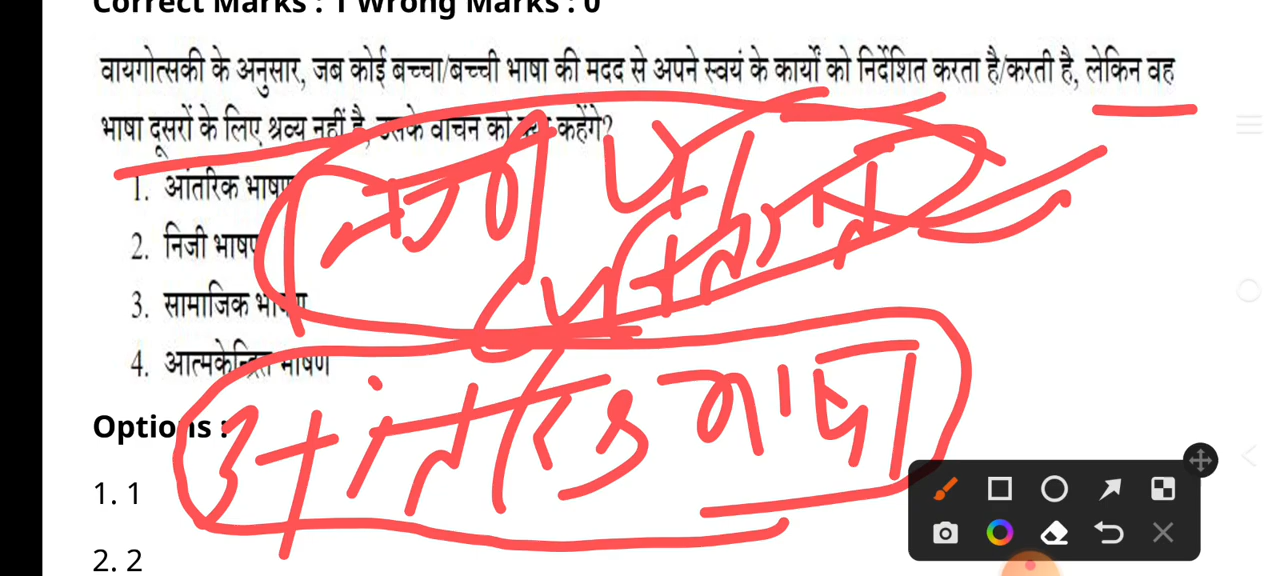 Correct Marks : 1 Wrong Marks : 0
वायगोत्सकी के अनुसार, जब कोई बच्चा/बच्ची भाषा की मदद से अपने स्वयं के कार्यों को निर्देशित करता है/करती है, लेकिन वह
भाषा दूसरों के लिए श्रव्य नहीं है, उसके वाचन को क्या कहेंगे?
1. आंतरिक भाषण
2. निजी भाषण
3. सामाजिक भाषण
4. आत्मकेन्द्रित भाषण
आंतरिक भाषा
Options :
1. 1
2. 2